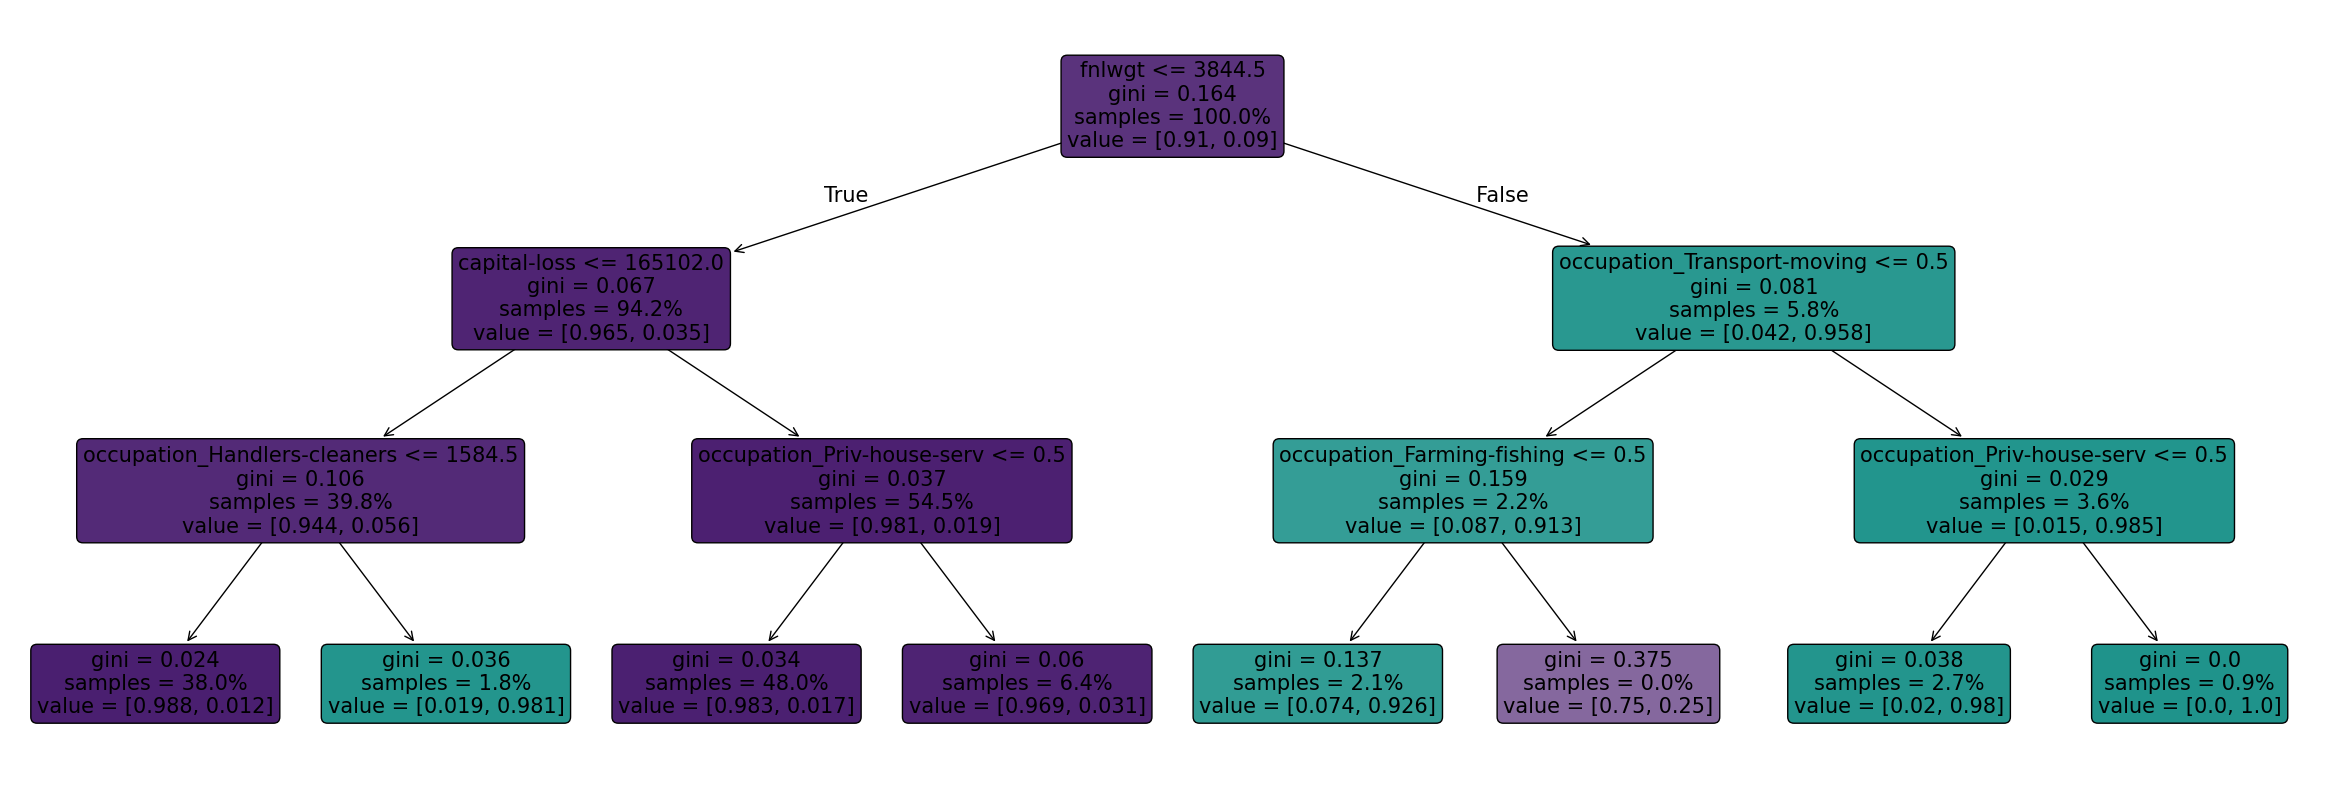 fnlwgt <= 3844.5
gini = 0.164
samples = 100.0%
value = [0.91, 0.09]
True
False
capital-loss <= 165102.0
gini = 0.067
samples = 94.2%
value = [0.965, 0.035]
occupation_Transport-moving <= 0.5
gini = 0.081
samples = 5.8%
value = [0.042, 0.958]
occupation_Handlers-cleaners <= 1584.5
gini = 0.106
samples = 39.8%
value = [0.944, 0.056]
occupation_Priv-house-serv <= 0.5
gini = 0.037
samples = 54.5%
value = [0.981, 0.019]
occupation_Farming-fishing <= 0.5
gini = 0.159
samples = 2.2%
value = [0.087, 0.913]
occupation_Priv-house-serv <= 0.5
gini = 0.029
samples = 3.6%
value = [0.015, 0.985]
gini = 0.024
samples = 38.0%
value = [0.988, 0.012]
gini = 0.036
samples = 1.8%
value = [0.019, 0.981]
gini = 0.034
samples = 48.0%
value = [0.983, 0.017]
gini = 0.06
samples = 6.4%
value = [0.969, 0.031]
gini = 0.137
samples = 2.1%
value = [0.074, 0.926]
gini = 0.375
samples = 0.0%
value = [0.75, 0.25]
gini = 0.038
samples = 2.7%
value = [0.02, 0.98]
gini = 0.0
samples = 0.9%
value = [0.0, 1.0]